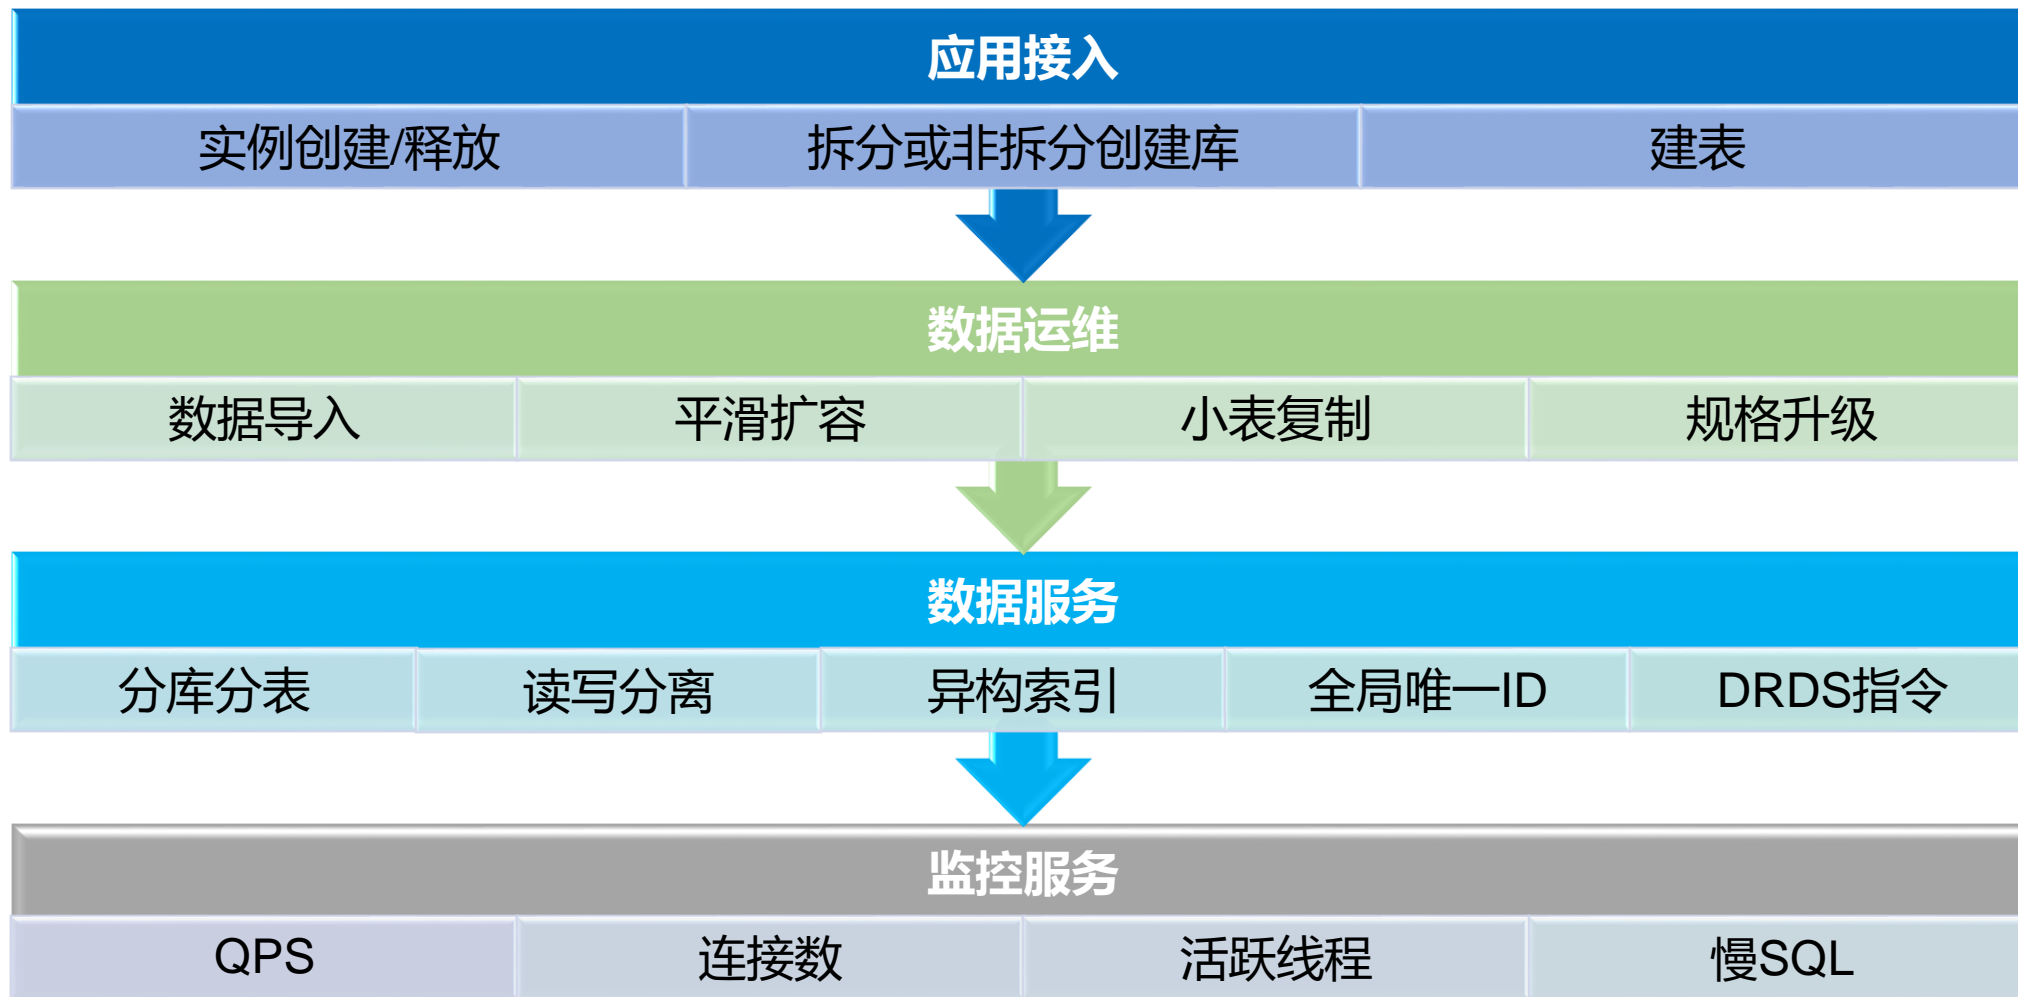 应用接入
实例创建/释放 拆分或非拆分创建库 建表
数据运维
数据导入 平滑扩容 小表复制 规格升级
数据服务
分库分表 读写分离 异构索引 全局唯一ID DRDS指令
监控服务
QPS 连接数 活跃线程 慢SQL